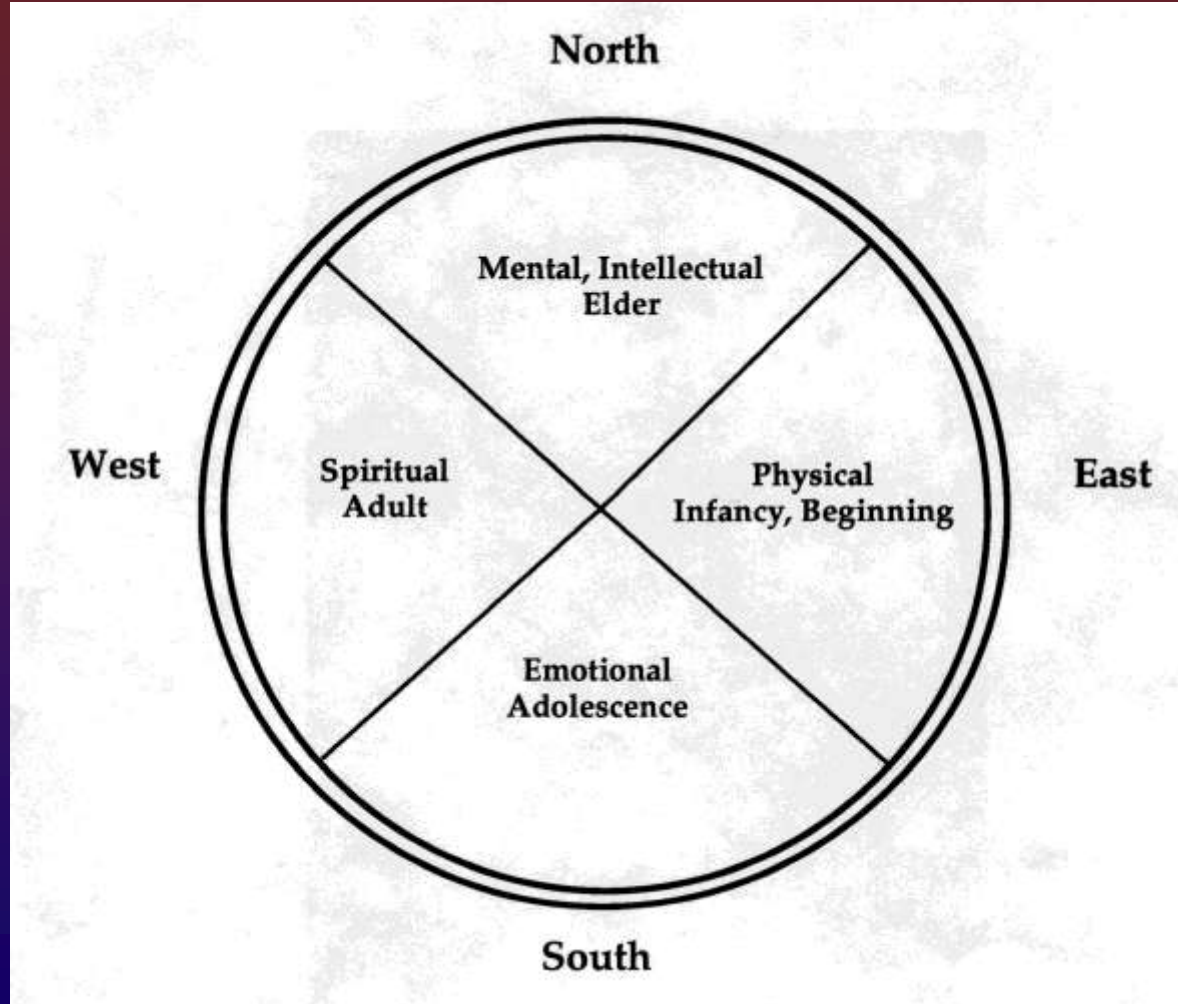 North
Mental, Intellectual
Elder
West
Spiritual
Adult
Physical
Infancy, Beginning
East
Emotional
Adolescence
South